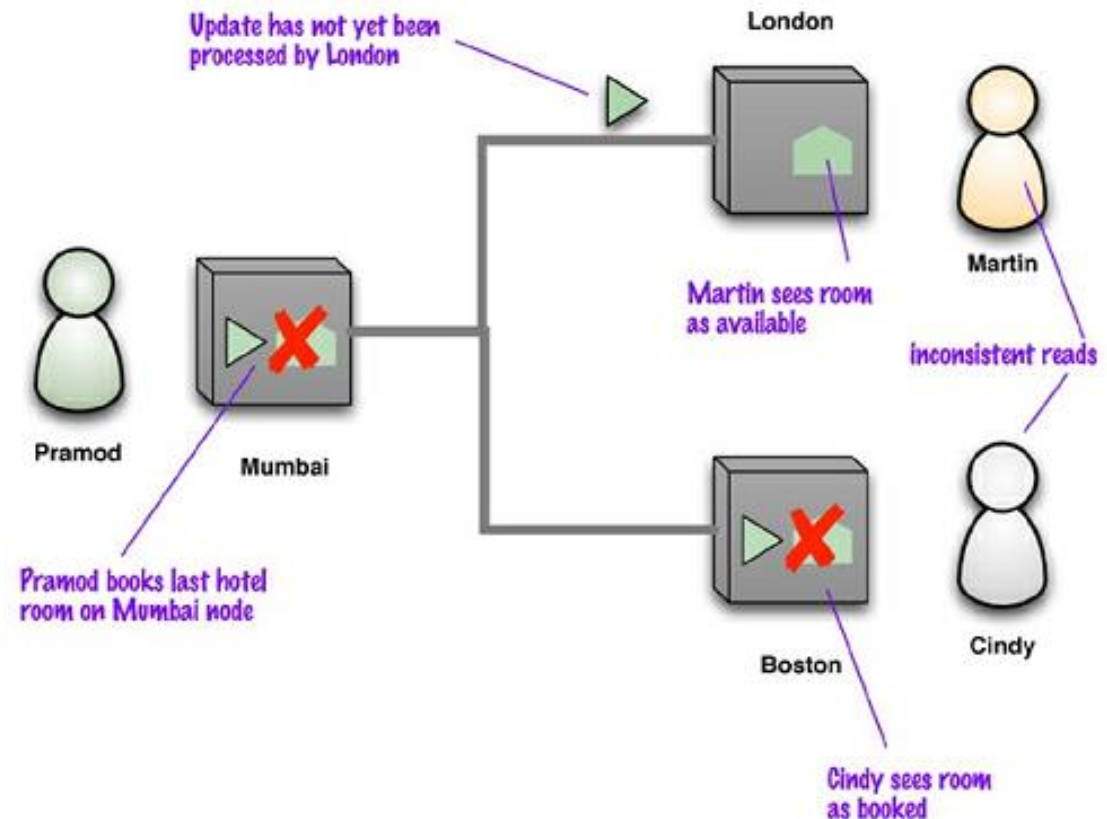 Update has not yet been
processed by London
London
Martin
Martin sees room
as available
inconsistent reads
Pramod
Mumbai
Pramod books last hotel
room on Mumbai node
Boston
Cindy
Cindy sees room
as booked